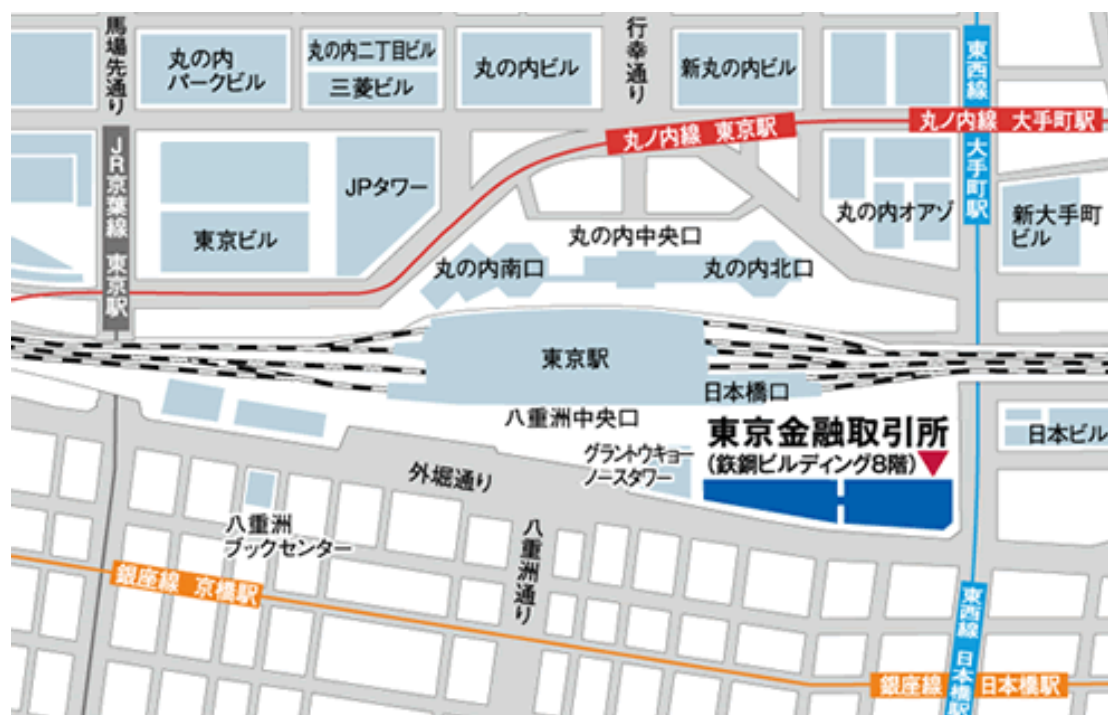 馬場先通り
丸の内
パークビル
丸の内二丁目ビル
三菱ビル
丸の内ビル
行幸通り
新丸の内ビル
東西線 大手町駅
丸ノ内線 東京駅
丸ノ内線 大手町駅
JR京葉線 東京駅
東京ビル
JPタワー
丸の内オアゾ
新大手町
ビル
丸の内中央口
丸の内南口
丸の内北口
東京駅
日本橋口
八重洲中央口
東京金融取引所
(鉄鋼ビルディング8階)
グラントウキョー
ノースタワー
日本ビル
外堀通り
八重洲
ブックセンター
八重洲通り
銀座線 京橋駅
東西線 日本橋駅
銀座線 日本橋駅